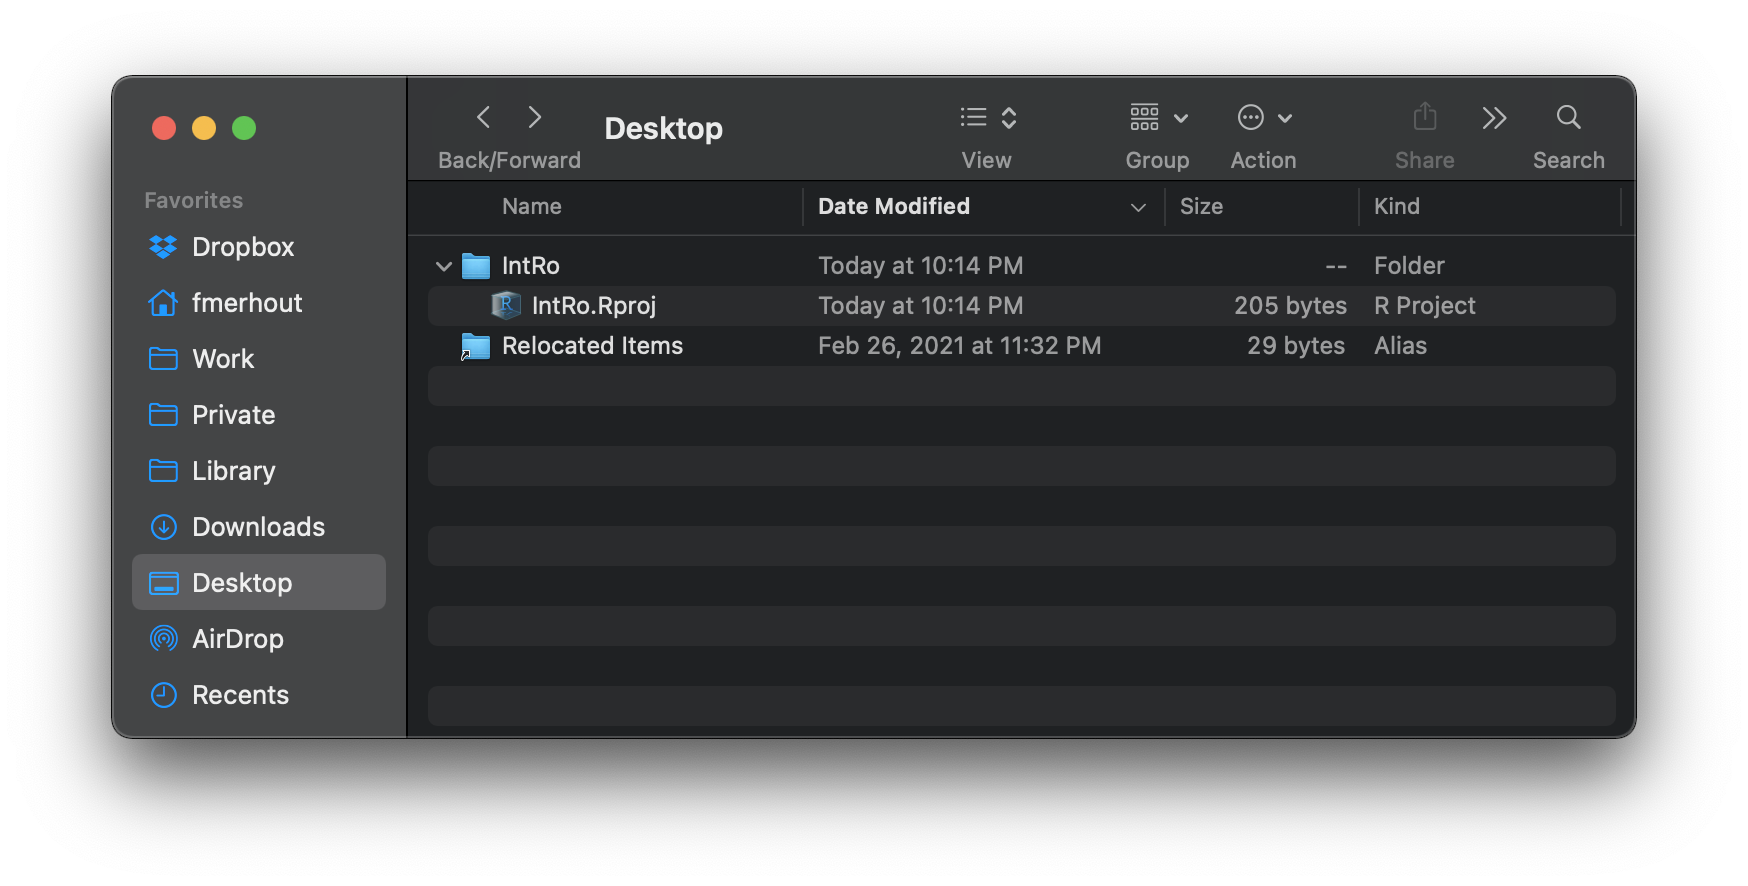 Desktop
Back/Forward
View
Group
Action
Share
Search
Favorites
Dropbox
fmerhout
Work
Private
Library
Downloads
Desktop
AirDrop
Recents
Name Date Modified Size Kind
IntRo Today at 10:14 PM -- Folder
R IntRo.Rproj Today at 10:14 PM 205 bytes R Project
Relocated Items Feb 26, 2021 at 11:32 PM 29 bytes Alias